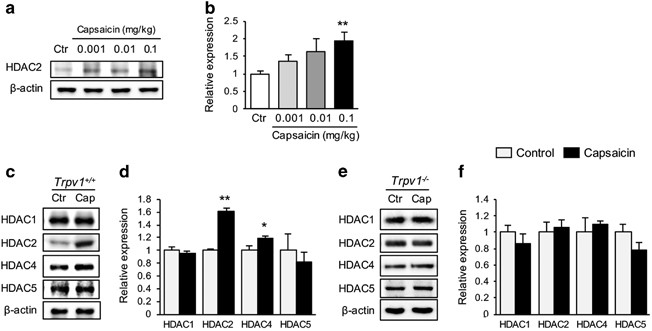 a
Capsaicin (mg/kg)
Ctr 0.001 0.01 0.1
HDAC2
β-actin
b
Relative expression
2.5
2
1.5
1
0.5
0
**
Ctr 0.001 0.01 0.1
Capsaicin (mg/kg)
Control Capsaicin
c
Trpv1+/+
Ctr Cap
HDAC1
HDAC2
HDAC4
HDAC5
β-actin
d
Relative expression
1.8
1.6
1.4
1.2
1
0.8
0.6
0.4
0.2
0
**
*
HDAC1 HDAC2 HDAC4 HDAC5
e
Trpv1-/-
Ctr Cap
HDAC1
HDAC2
HDAC4
HDAC5
β-actin
f
Relative expression
1.4
1.2
1
0.8
0.6
0.4
0.2
0
HDAC1 HDAC2 HDAC4 HDAC5